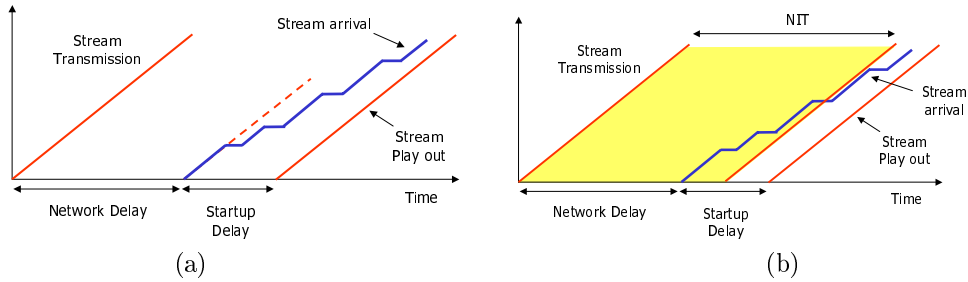 Stream arrival
Stream
Transmission
Stream
Play out
Time
Network Delay
Startup
Delay
(a)
NIT
Stream
Transmission
Stream
arrival
Stream
Play out
Time
Network Delay
Startup
Delay
(b)